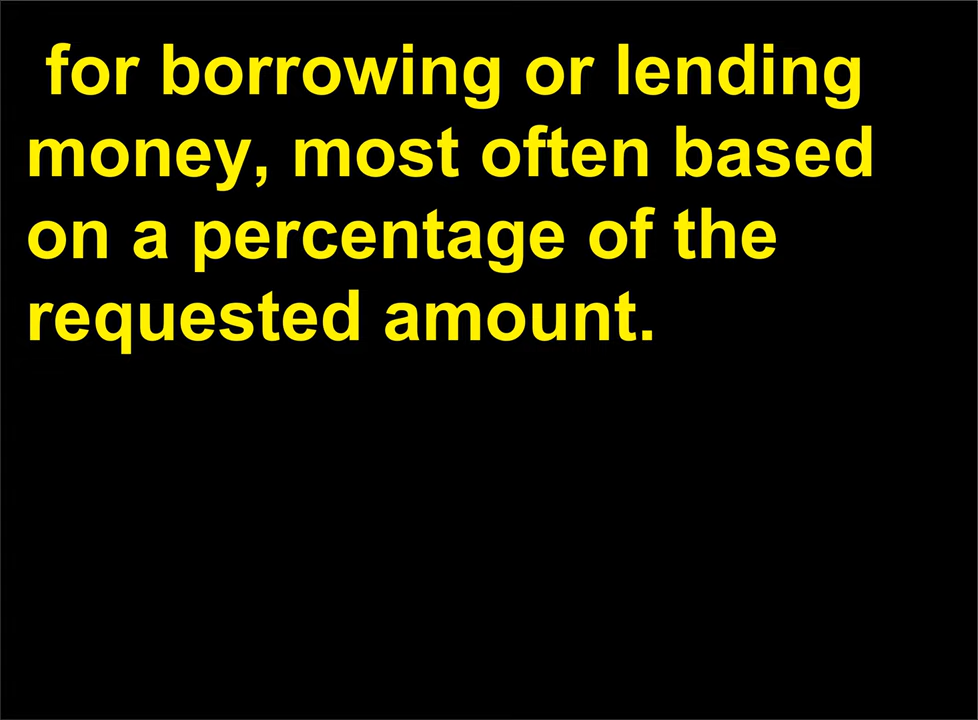 for borrowing or lending
money, most often based
on a percentage of the
requested amount.